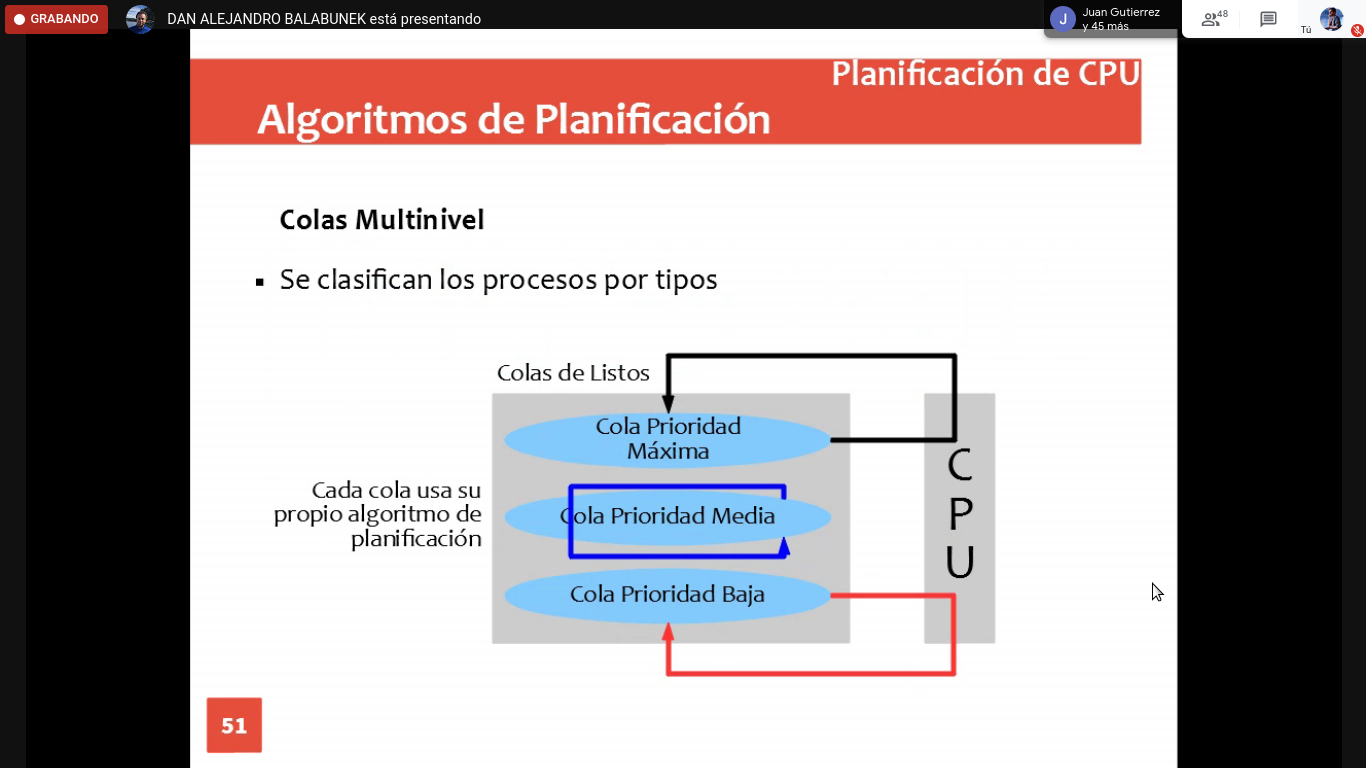 GRABANDO
DAN ALEJANDRO BALABUNEK está presentando
J
Juan Gutierrez
y 45 más
48
Tú
Planificación de CPU
Algoritmos de Planificación
Colas Multinivel
▪ Se clasifican los procesos por tipos
Colas de Listos
Cola Prioridad
Máxima
Cada cola usa su
propio algoritmo de
planificación
Cola Prioridad Media
Cola Prioridad Baja
C
P
U
51